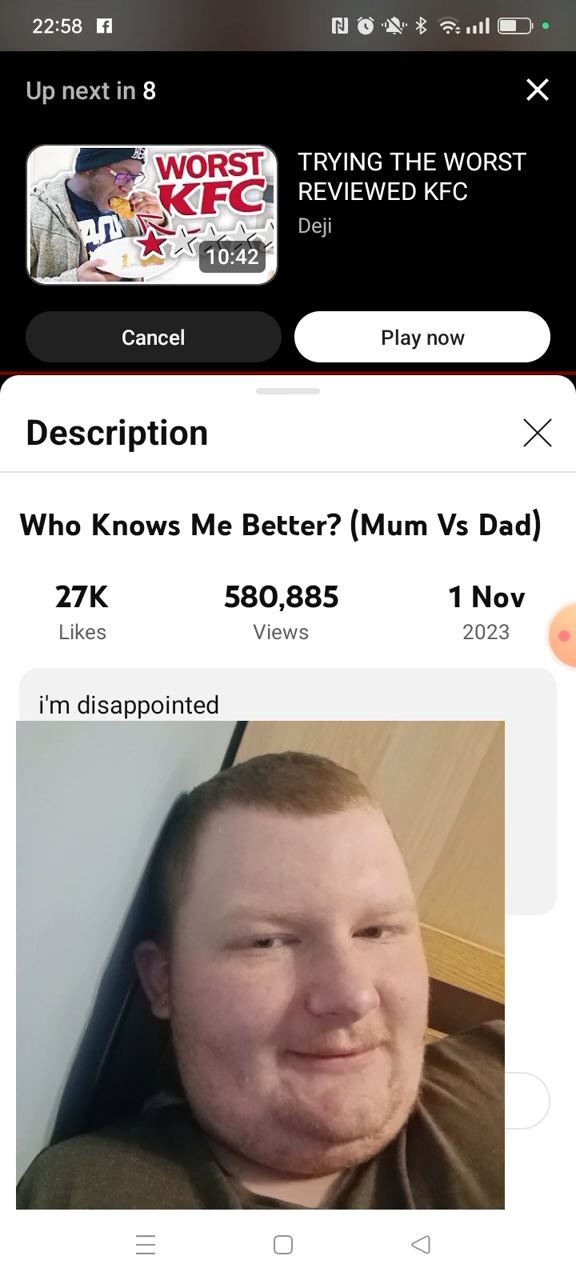 22:58
Up next in 8
WORST
KFC
10:42
TRYING THE WORST
REVIEWED KFC
Deji
Cancel
Play now
Description
Who Knows Me Better? (Mum Vs Dad)
27K
Likes
580,885
Views
1 Nov
2023
i'm disappointed